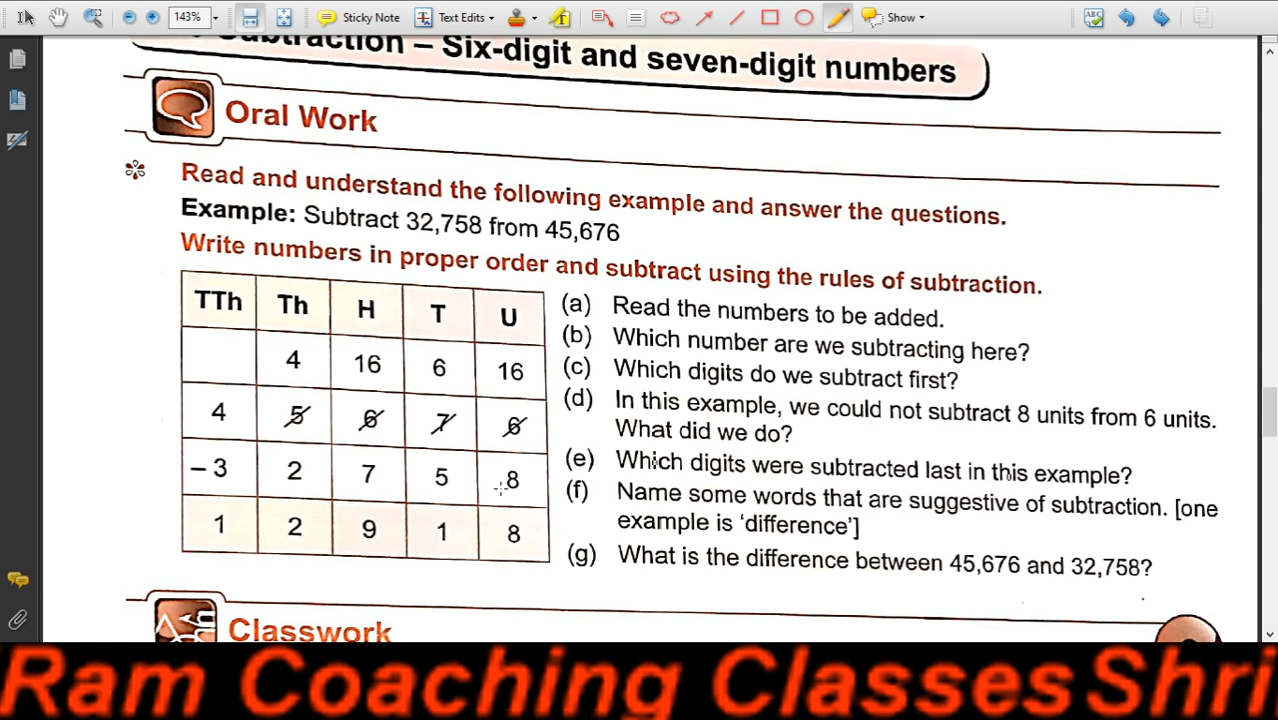 143%
Sticky Note
Text Edits
Show
Subtraction – Six-digit and seven-digit numbers
Oral Work
Read and understand the following example and answer the questions.
Example: Subtract 32,758 from 45,676
Write numbers in proper order and subtract using the rules of subtraction.
TTh Th H T U
4 16 6 16
4 5 6 7 6
– 3 2 7 5 8
1 2 9 1 8
(a) Read the numbers to be added.
(b) Which number are we subtracting here?
(c) Which digits do we subtract first?
(d) In this example, we could not subtract 8 units from 6 units.
What did we do?
(e) Which digits were subtracted last in this example?
(f) Name some words that are suggestive of subtraction. [one
example is ‘difference’]
(g) What is the difference between 45,676 and 32,758?
Classwork
Ram Coaching Classes Shri